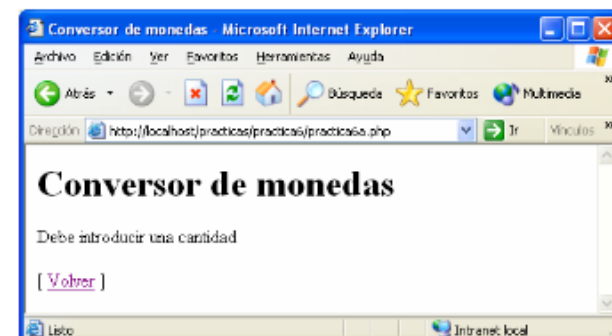 Conversor de monedas - Microsoft Internet Explorer
Archivo Edición Ver Favoritos Herramientas Ayuda
Atrás Búsqueda Favoritos Multimedia »
Dirección http://localhost/practicas/practica6/practica6a.php Ir Vínculos »
Conversor de monedas
Debe introducir una cantidad
[ Volver ]
Listo Intranet local